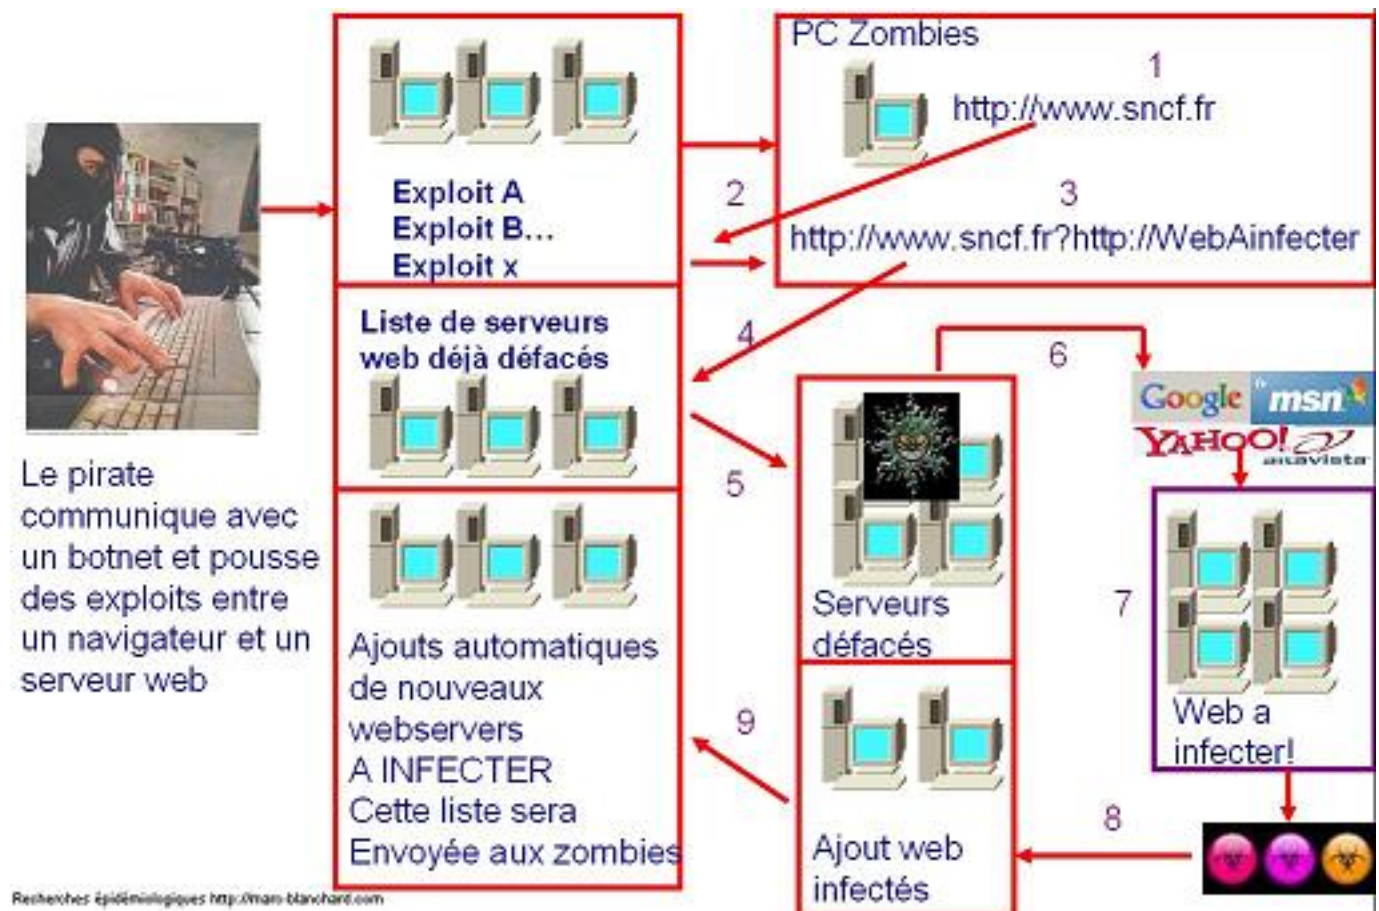 PC Zombies
1
http://www.sncf.fr
Exploit A
Exploit B...
Exploit x
2
3
http://www.sncf.fr?http://WebAinfecter
Liste de serveurs
web déjà défacés
4
5
6
Google
msn
YAHOO!
altavista
Le pirate
communique avec
un botnet et pousse
des exploits entre
un navigateur et un
serveur web
Serveurs
défacés
7
Web a
infecter!
Ajouts automatiques
de nouveaux
webservers
A INFECTER
Cette liste sera
Envoyée aux zombies
9
8
Ajout web
infectés
Recherches épidémiologiques http://marc-blanchard.com